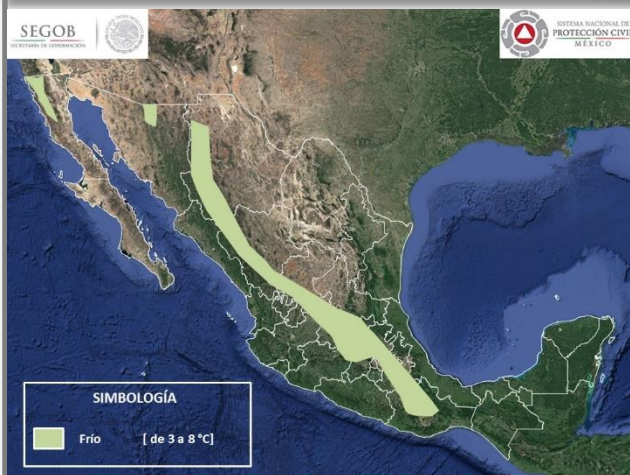 SEGOB
SECRETARÍA DE GOBERNACIÓN
SISTEMA NACIONAL DE
PROTECCIÓN CIVIL
MÉXICO
SIMBOLOGÍA
Frío [ de 3 a 8 °C]